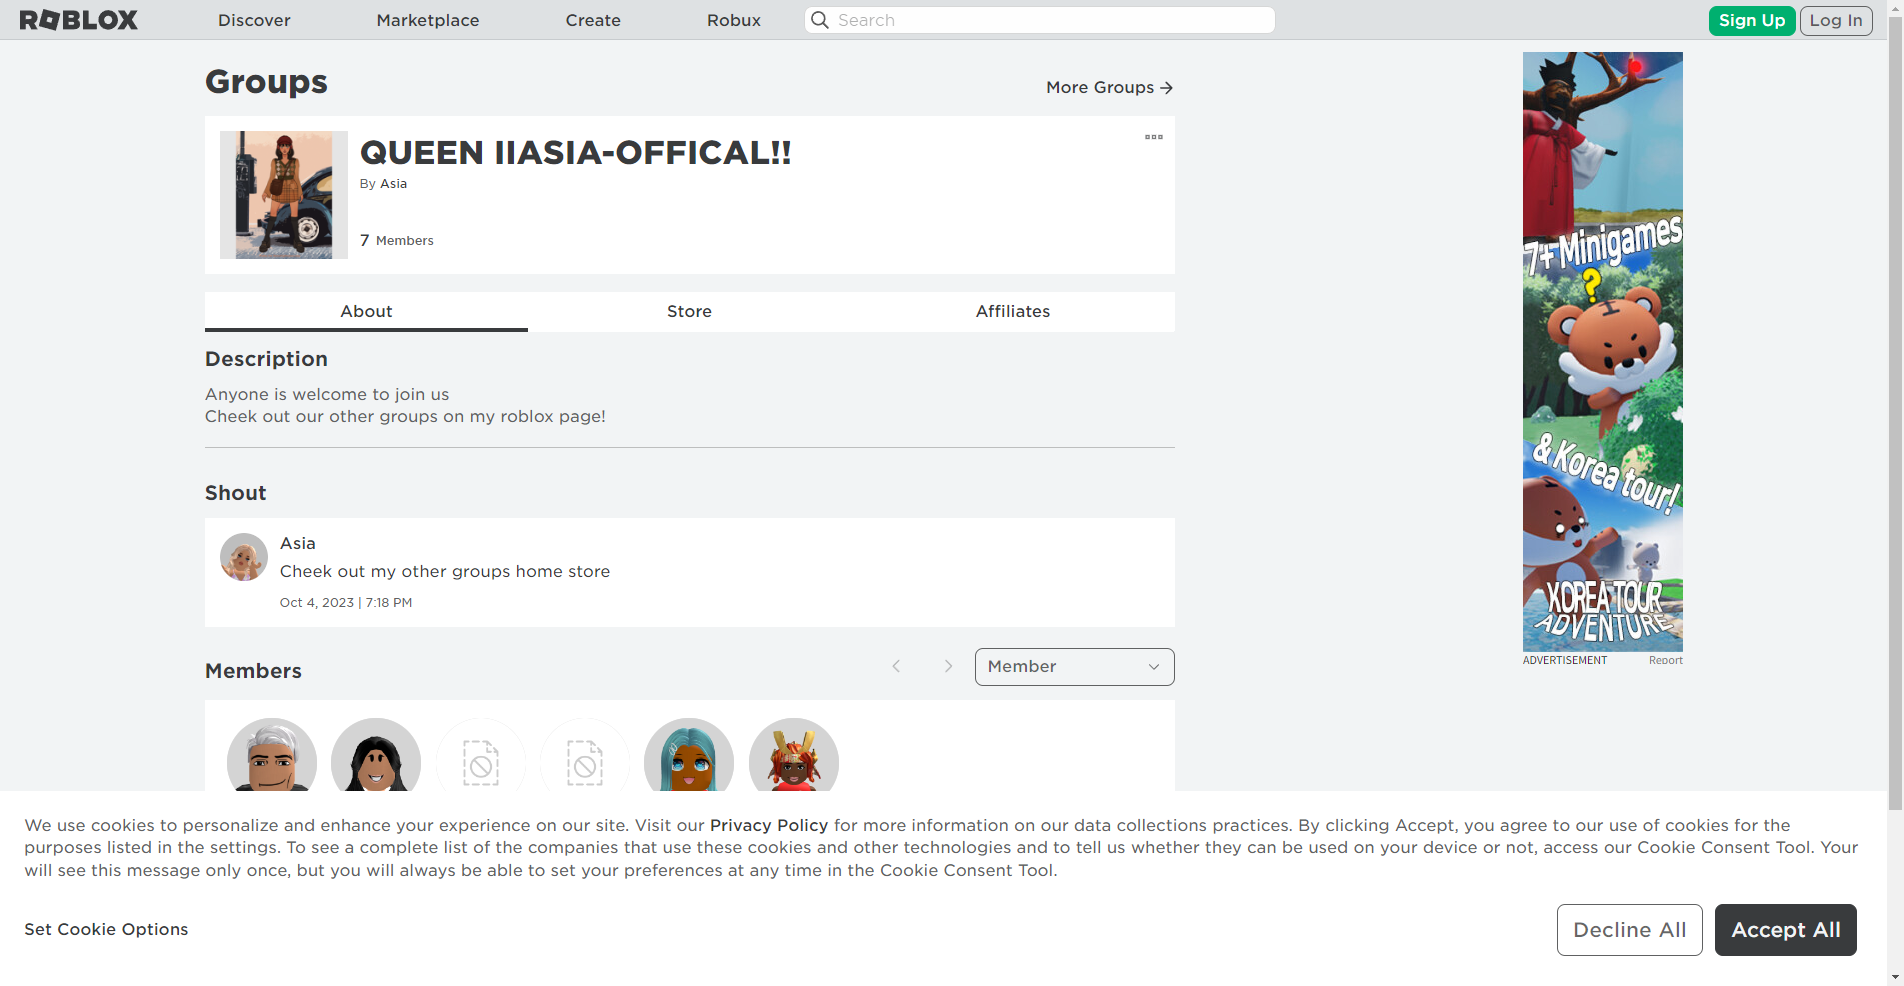 ROBLOX
Discover
Marketplace
Create
Robux
Search
Sign Up
Log In
Groups
More Groups
QUEEN IIASIA-OFFICAL!!
By Asia
7 Members
About
Store
Affiliates
Description
Anyone is welcome to join us
Cheek out our other groups on my roblox page!
Shout
Asia
Cheek out my other groups home store
Oct 4, 2023 | 7:18 PM
Members
Member
7+ Minigames
?
& Korea tour!
KOREA TOUR
ADVENTURE
ADVERTISEMENT
Report
We use cookies to personalize and enhance your experience on our site. Visit our Privacy Policy for more information on our data collections practices. By clicking Accept, you agree to our use of cookies for the
purposes listed in the settings. To see a complete list of the companies that use these cookies and other technologies and to tell us whether they can be used on your device or not, access our Cookie Consent Tool. Your
will see this message only once, but you will always be able to set your preferences at any time in the Cookie Consent Tool.
Set Cookie Options
Decline All
Accept All